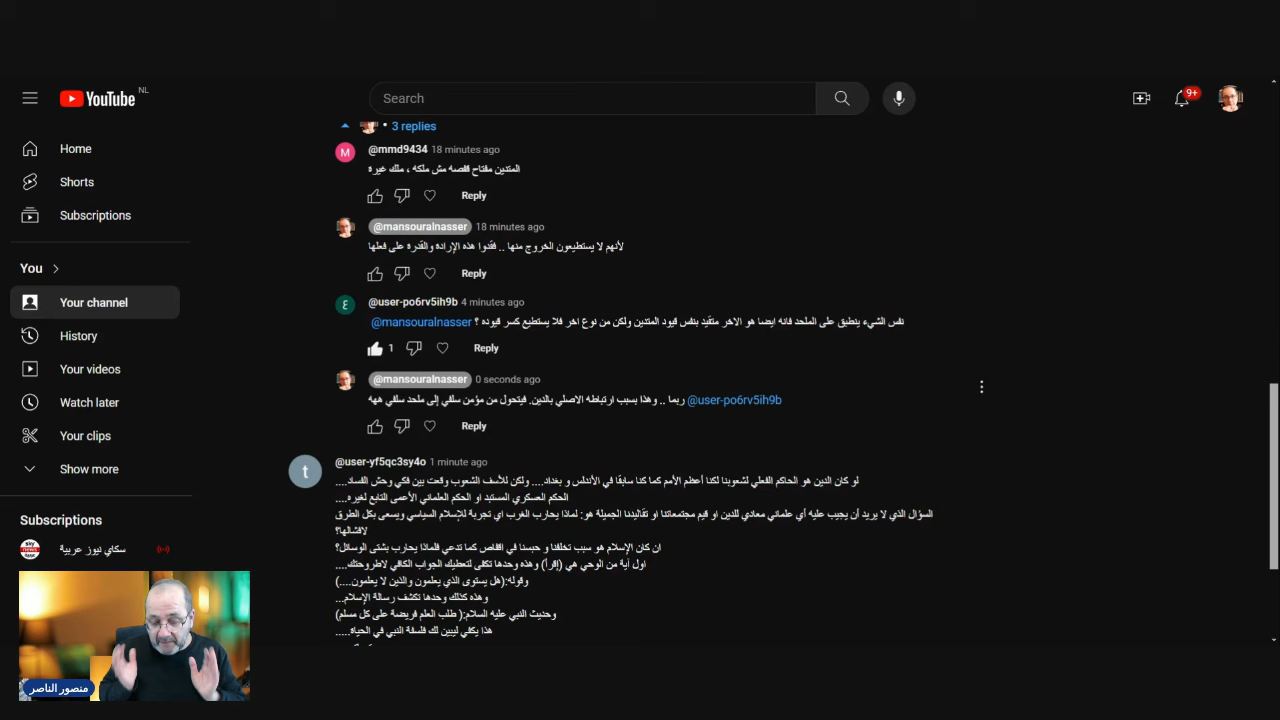 YouTube NL
Search
9+
Home
Shorts
Subscriptions
You
Your channel
History
Your videos
Watch later
Your clips
Show more
Subscriptions
sky news
سكاي نيوز عربية
3 replies
M
@mmd9434 18 minutes ago
المتدين مفتاح قفصه مش ملكه ، ملك غيرة
Reply
@mansouralnasser 18 minutes ago
لأنهم لا يستطيعون الخروج منها .. فقدوا هذه الإرادة والقدرة على فعلها
Reply
ع
@user-po6rv5ih9b 4 minutes ago
@mansouralnasser نفس الشيء ينطبق على الملحد فانه ايضا هو الاخر متقيد بنفس قيود المتدين ولكن من نوع اخر فلا يستطيع كسر قيوده ؟
1 Reply
@mansouralnasser 0 seconds ago
@user-po6rv5ih9b ربما .. وهذا بسبب ارتباطه الاصلي بالدين. فيتحول من مؤمن سلفي إلى ملحد سلفي ههه
Reply
t
@user-yf5qc3sy4o 1 minute ago
لو كان الدين هو الحاكم الفعلي لشعوبنا لكنا أعظم الأمم كما كنا سابقا في الأندلس و بغداد.... ولكن للأسف الشعوب وقعت بين فكي وحش الفساد....
الحكم العسكري المستبد او الحكم العلماني الأعمى التابع لغيره....
السؤال الذي لا يريد أن يجيب عليه أي علماني معادي للدين او قيم مجتمعاتنا او تقاليدنا الجميلة هو: لماذا يحارب الغرب اي تجربة للإسلام السياسي ويسعى بكل الطرق
لافشالها؟
ان كان الإسلام هو سبب تخلفنا و حبسنا في اقفاص كما تدعي فلماذا يحارب بشتى الوسائل؟
اول آية من الوحي هي (إقرأ) وهذه وحدها تكفى لتعطيك الجواب الكافي لاطروحتك....
وقوله:(هل يستوى الذي يعلمون والذين لا يعلمون....)
وهذه كذلك وحدها تكشف رسالة الإسلام...
وحديث النبي عليه السلام:( طلب العلم فريضة على كل مسلم)
هذا يكفي ليبين لك فلسفة النبي في الحياة.....
منصور الناصر